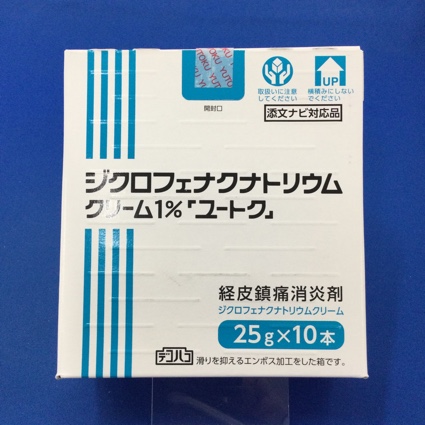 YUTOKU
開封口
取扱いに注意
してください
UP
横積みにしない
でください
添文ナビ対応品
ジクロフェナクナトリウム
クリーム1%「ユートク」
経皮鎮痛消炎剤
ジクロフェナクナトリウムクリーム
25g×10本
デコハコ 滑りを抑えるエンボス加工をした箱です。